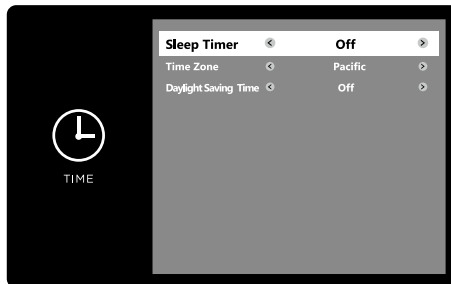 Sleep Timer Off
Time Zone Pacific
Daylight Saving Time Off
TIME